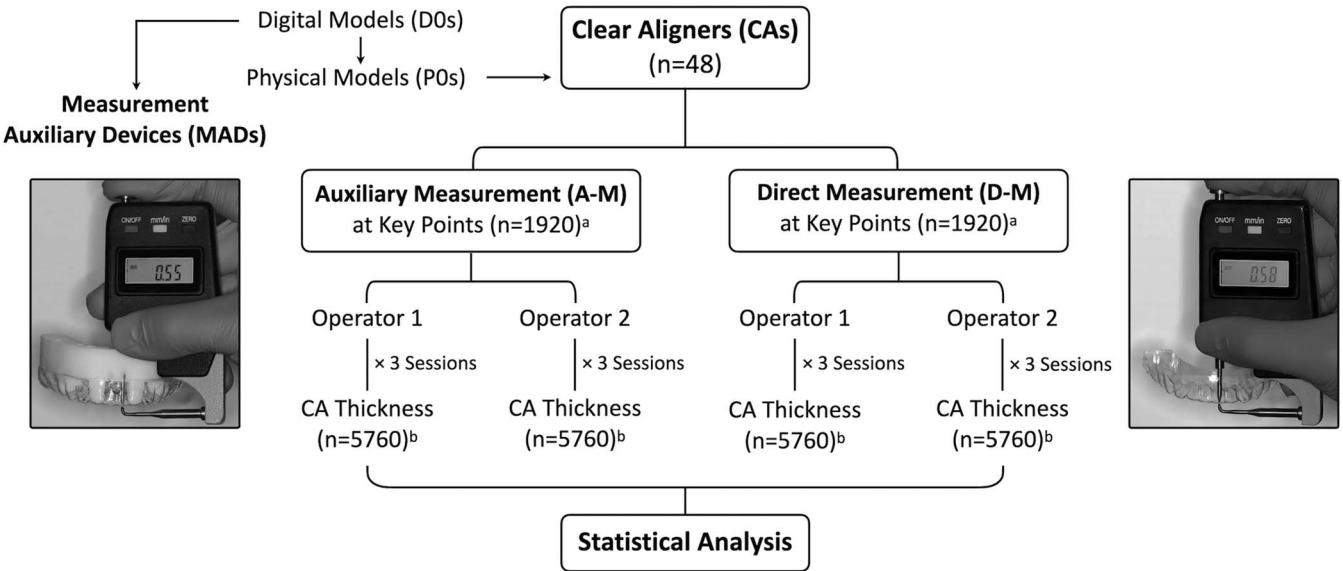 Digital Models (D0s)
Physical Models (P0s)
Clear Aligners (CAs)
(n=48)
Measurement
Auxiliary Devices (MADs)
Auxiliary Measurement (A-M)
at Key Points (n=1920)ᵃ
Direct Measurement (D-M)
at Key Points (n=1920)ᵃ
ON/OFF mm/in ZERO
0.55
ON/OFF mm/in ZERO
0.58
Operator 1
Operator 2
Operator 1
Operator 2
× 3 Sessions
× 3 Sessions
× 3 Sessions
× 3 Sessions
CA Thickness
(n=5760)ᵇ
CA Thickness
(n=5760)ᵇ
CA Thickness
(n=5760)ᵇ
CA Thickness
(n=5760)ᵇ
Statistical Analysis